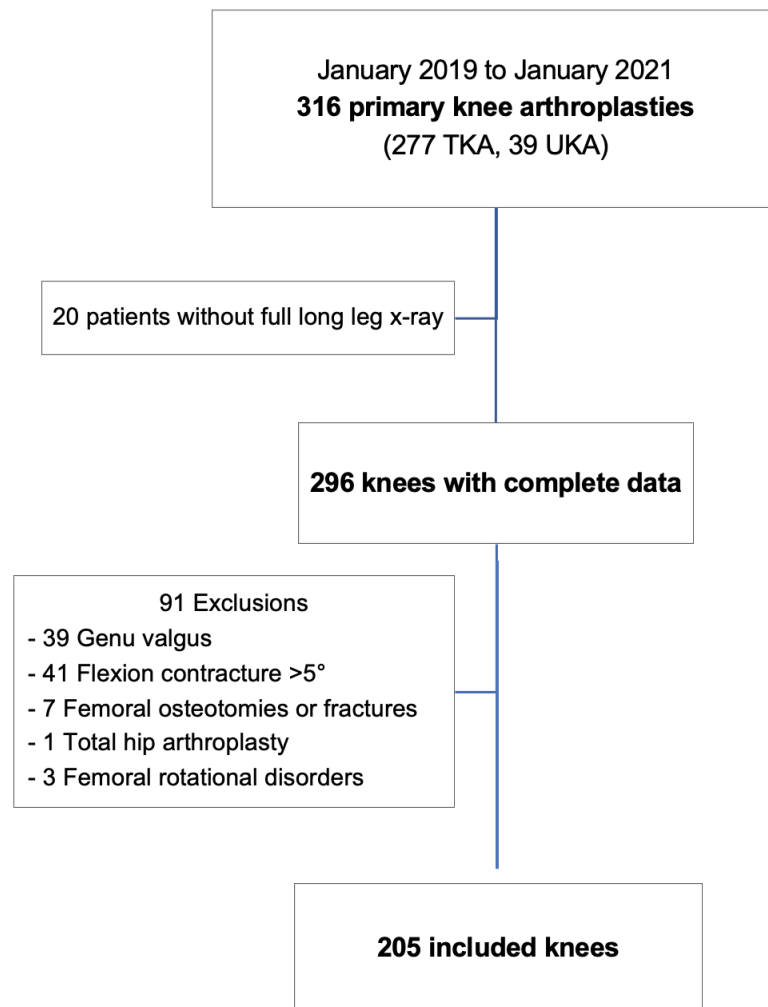 January 2019 to January 2021
316 primary knee arthroplasties
(277 TKA, 39 UKA)
20 patients without full long leg x-ray
296 knees with complete data
91 Exclusions
- 39 Genu valgus
- 41 Flexion contracture >5°
- 7 Femoral osteotomies or fractures
- 1 Total hip arthroplasty
- 3 Femoral rotational disorders
205 included knees